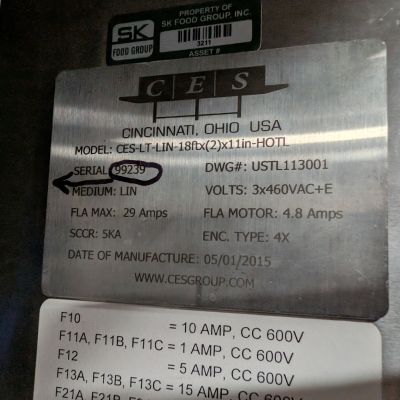 PROPERTY OF
SK FOOD GROUP, INC.
SK
FOOD GROUP
3211
ASSET #
CES
CINCINNATI, OHIO USA
MODEL: CES-LT-LIN-18ftx(2)x11in-HOTL
SERIAL: 99239 DWG#: USTL113001
MEDIUM: LIN VOLTS: 3x460VAC+E
FLA MAX: 29 Amps FLA MOTOR: 4.8 Amps
SCCR: 5KA ENC. TYPE: 4X
DATE OF MANUFACTURE: 05/01/2015
WWW.CESGROUP.COM
F10 = 10 AMP, CC 600V
F11A, F11B, F11C = 1 AMP, CC 600V
F12 = 5 AMP, CC 600V
F13A, F13B, F13C = 15 AMP, CC 600V
F21A, F21B